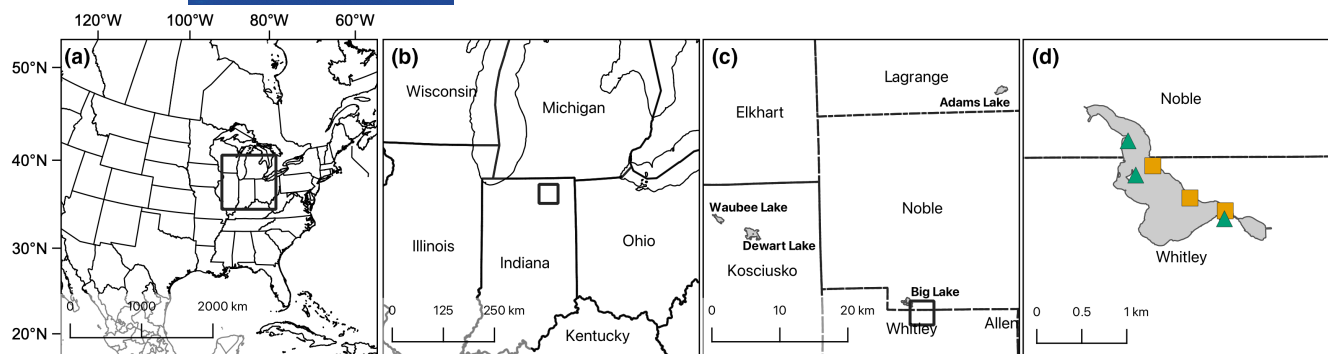 120°W 100°W 80°W 60°W
50°N
40°N
30°N
20°N
(a)
0 1000 2000 km
(b)
Wisconsin
Michigan
Illinois
Indiana
Ohio
Kentucky
0 125 250 km
(c)
Lagrange
Adams Lake
Elkhart
Noble
Waubee Lake
Dewart Lake
Kosciusko
Big Lake
Whitley
Allen
0 10 20 km
(d)
Noble
Whitley
0 0.5 1 km